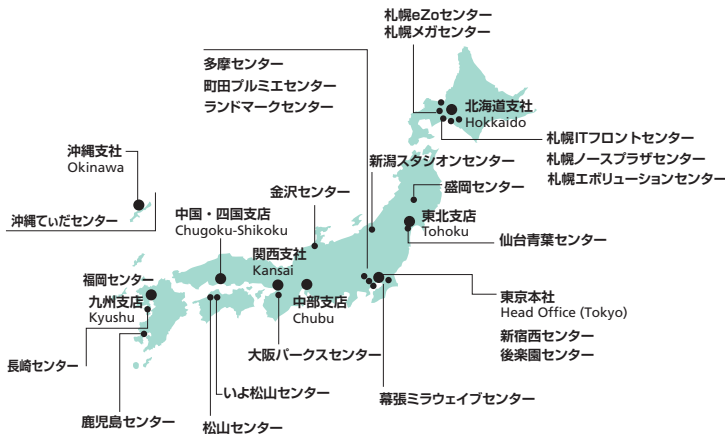 札幌eZoセンター
札幌メガセンター
多摩センター
町田プルミエセンター
ランドマークセンター
北海道支社
Hokkaido
沖縄支社
Okinawa
新潟スタシオンセンター
札幌ITフロントセンター
札幌ノースプラザセンター
札幌エボリューションセンター
金沢センター
盛岡センター
沖縄てぃだセンター
中国・四国支店
Chugoku-Shikoku
東北支店
Tohoku
仙台青葉センター
関西支社
Kansai
福岡センター
九州支店
Kyushu
中部支店
Chubu
東京本社
Head Office (Tokyo)
新宿西センター
後楽園センター
長崎センター
大阪パークスセンター
いよ松山センター
幕張ミラウェイブセンター
鹿児島センター
松山センター